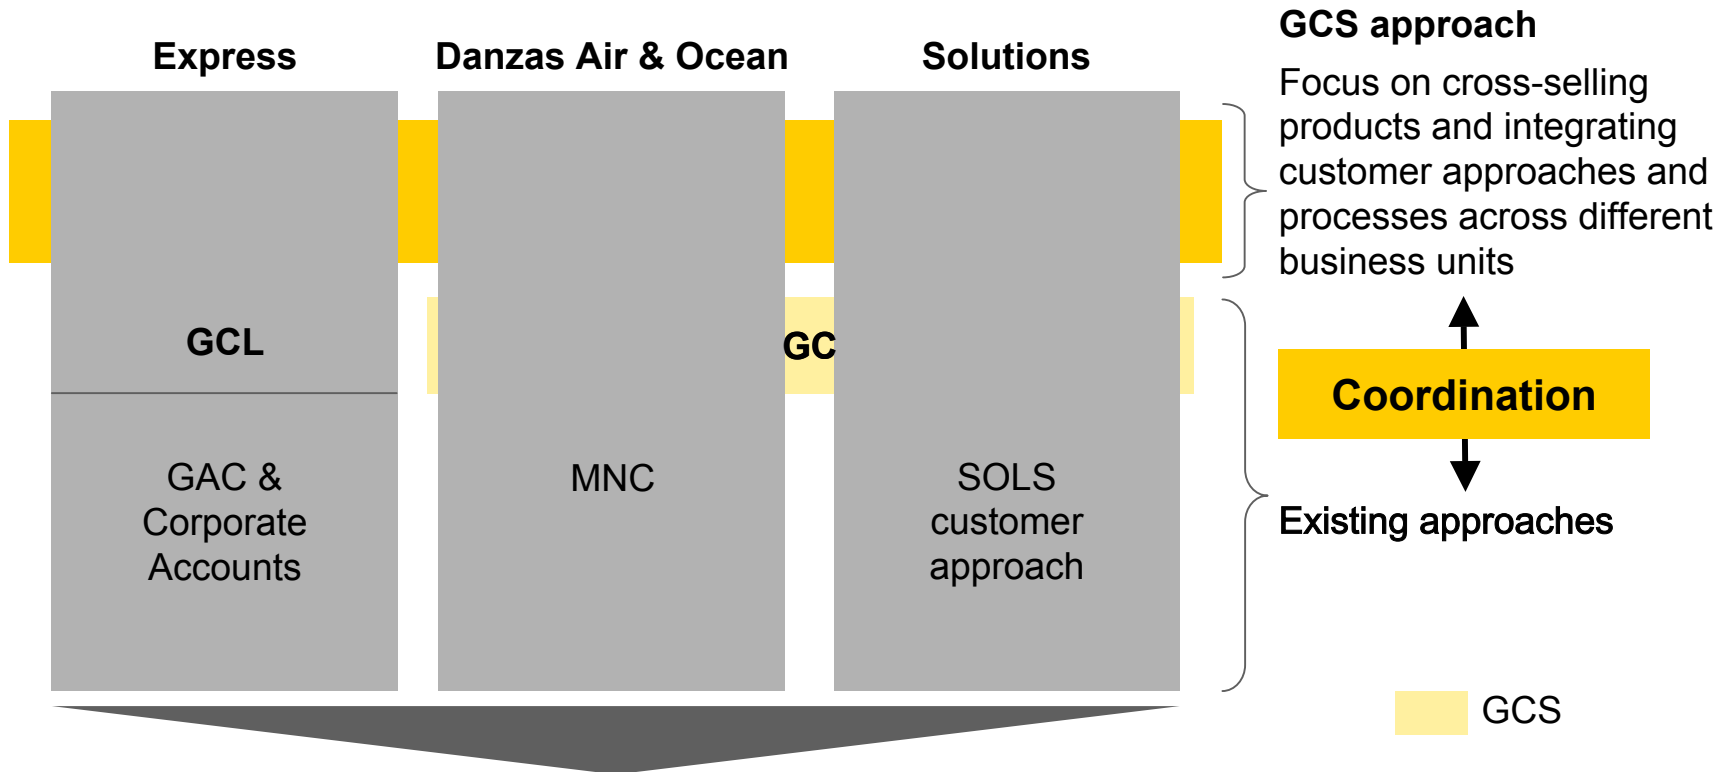 Express
Danzas Air & Ocean
Solutions
GCS approach
Focus on cross-selling
products and integrating
customer approaches and
processes across different
business units
GCL
GC
Coordination
GAC &
Corporate
Accounts
MNC
SOLS
customer
approach
Existing approaches
GCS